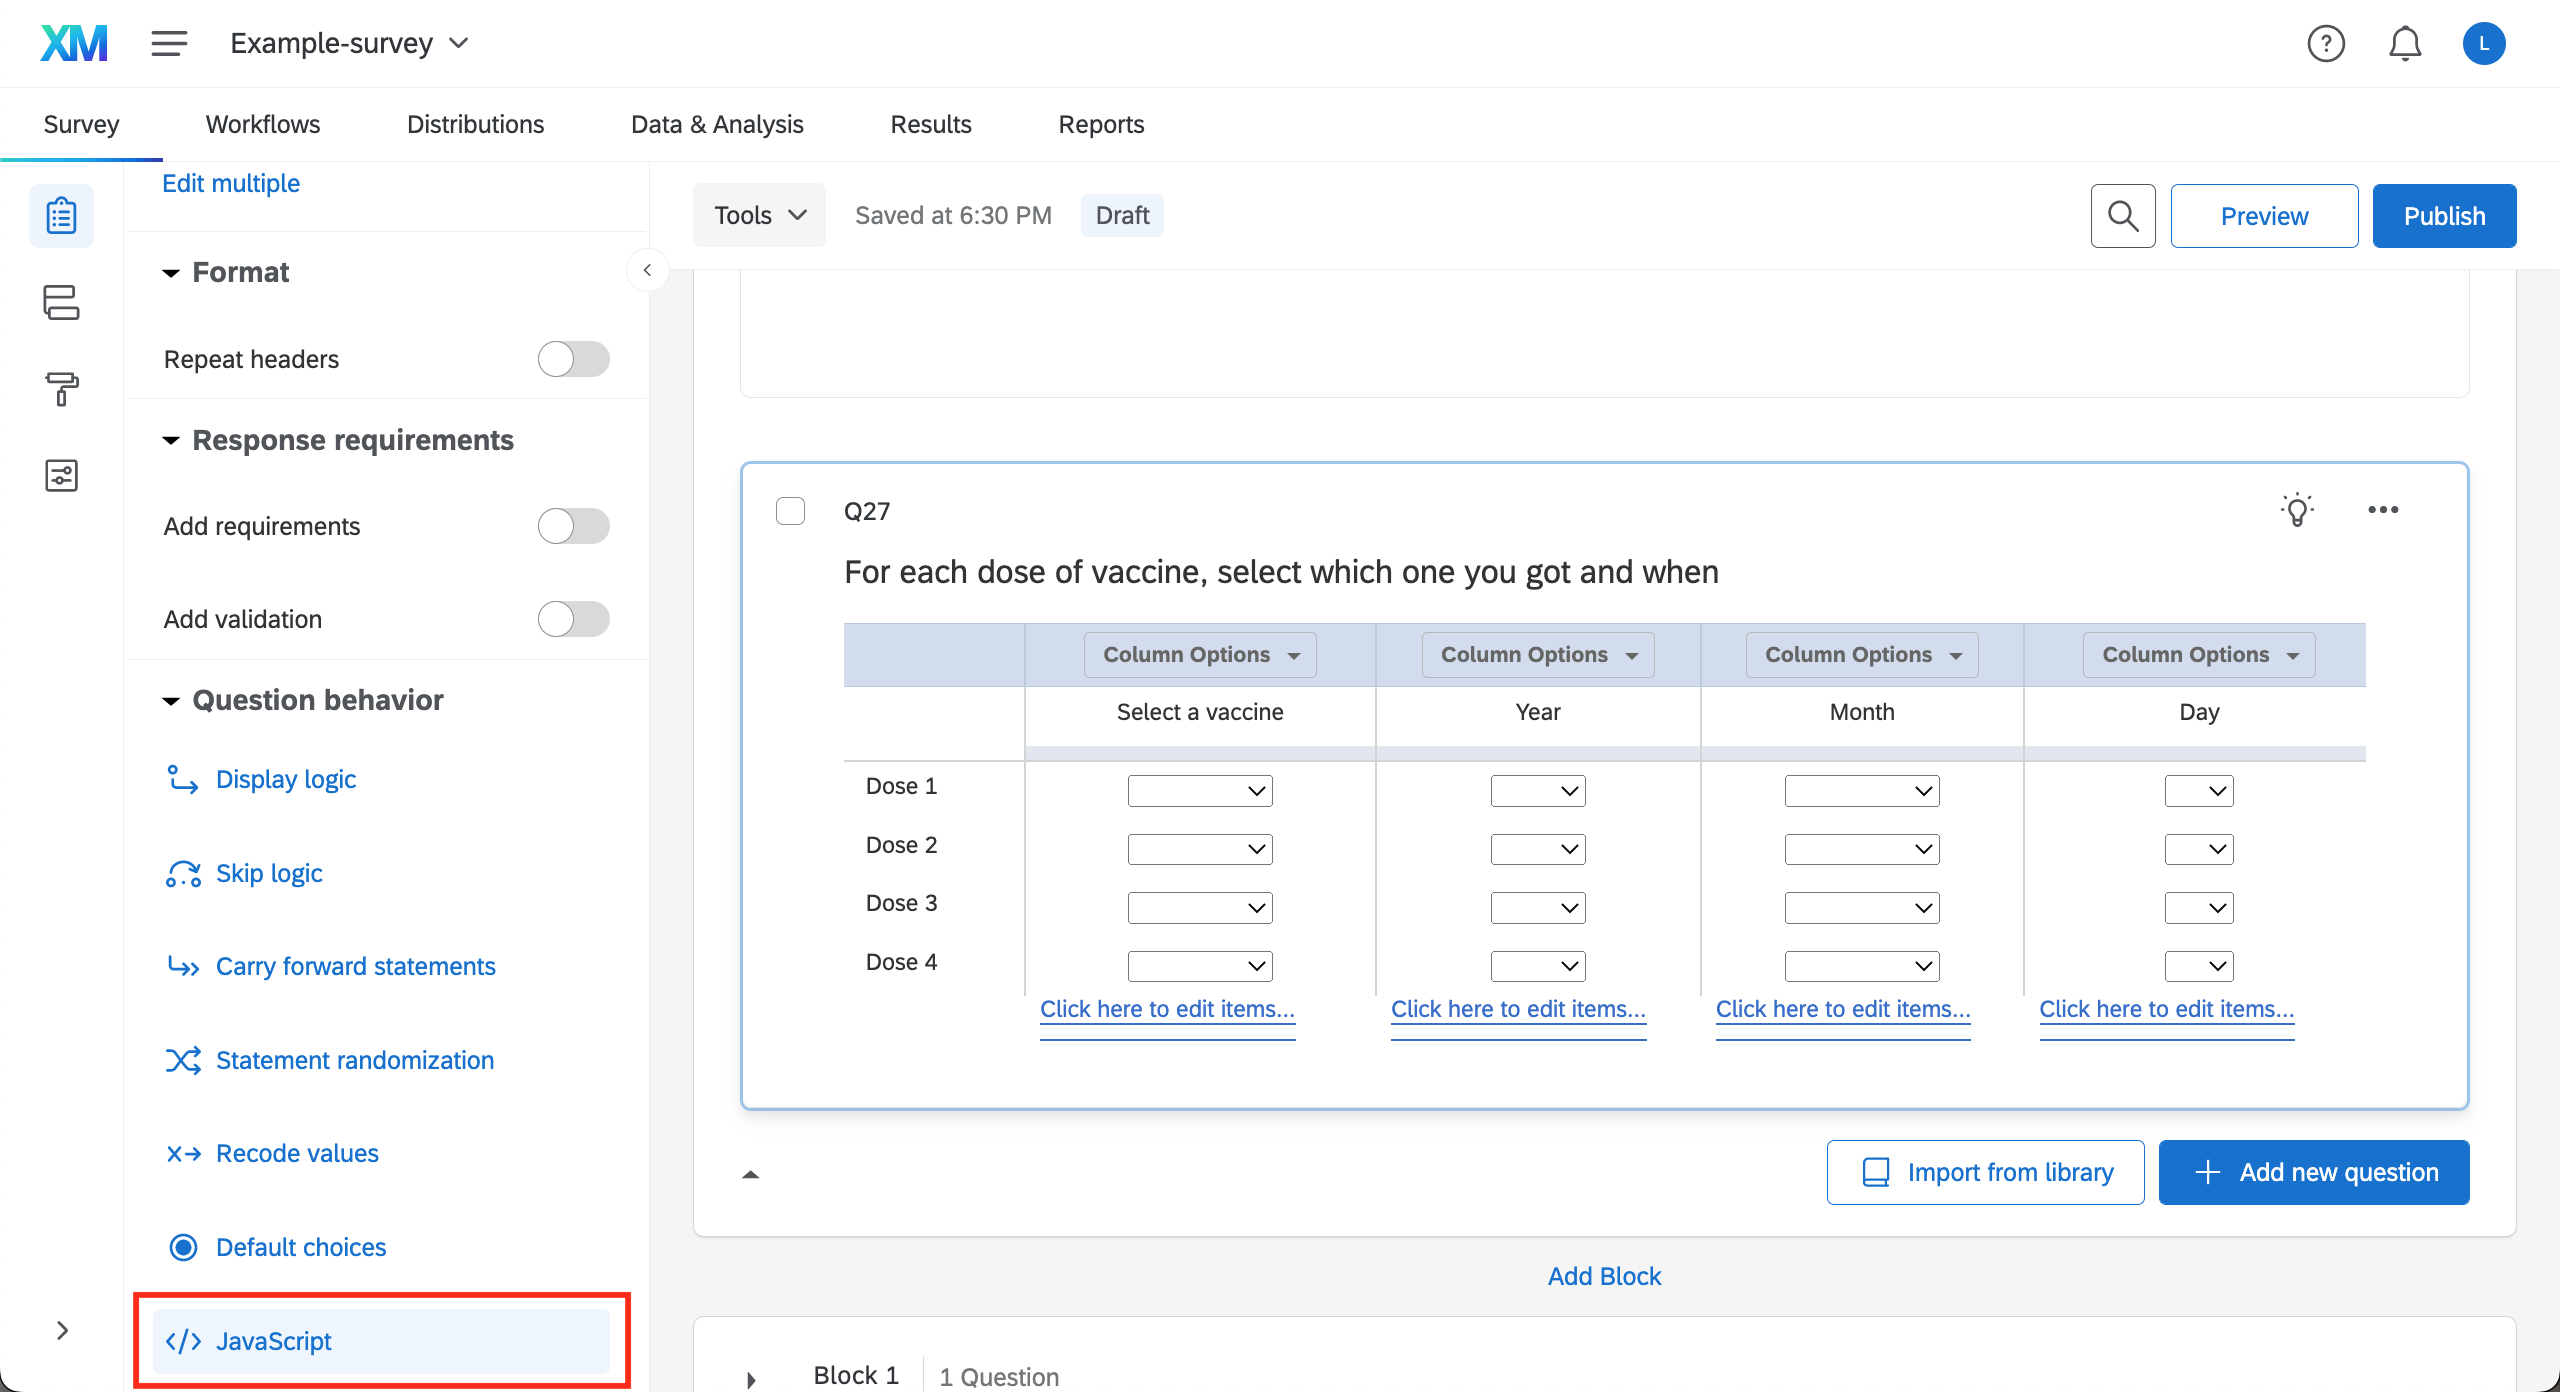 XM
Example-survey
?
L
Survey Workflows Distributions Data & Analysis Results Reports
Edit multiple
Format
Repeat headers
Response requirements
Add requirements
Add validation
Question behavior
Display logic
Skip logic
Carry forward statements
Statement randomization
Recode values
Default choices
</> JavaScript
Tools Saved at 6:30 PM Draft
Preview Publish
Q27
For each dose of vaccine, select which one you got and when
Column Options Column Options Column Options Column Options
Select a vaccine Year Month Day
Dose 1
Dose 2
Dose 3
Dose 4
Click here to edit items... Click here to edit items... Click here to edit items... Click here to edit items...
Import from library Add new question
Add Block
Block 1 1 Question